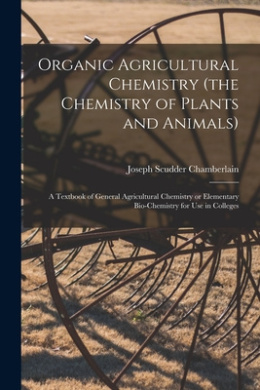 Organic Agricultural
Chemistry (the
Chemistry of Plants
and Animals)
Joseph Scudder Chamberlain
A Textbook of General Agricultural Chemistry or Elementary
Bio-Chemistry for Use in Colleges